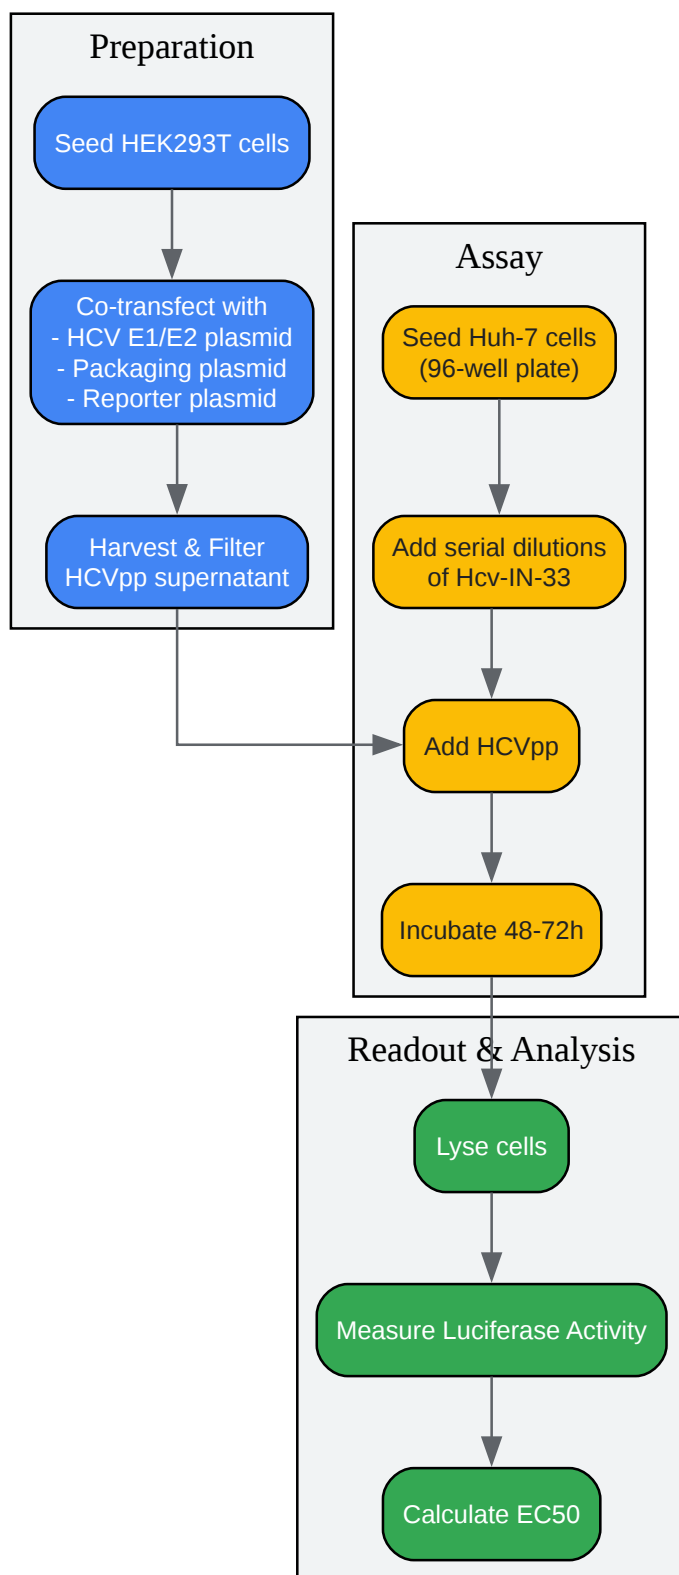 Preparation
Seed HEK293T cells
Co-transfect with
- HCV E1/E2 plasmid
- Packaging plasmid
- Reporter plasmid
Harvest & Filter
HCVpp supernatant
Assay
Seed Huh-7 cells
(96-well plate)
Add serial dilutions
of Hcv-IN-33
Add HCVpp
Incubate 48-72h
Readout & Analysis
Lyse cells
Measure Luciferase Activity
Calculate EC50